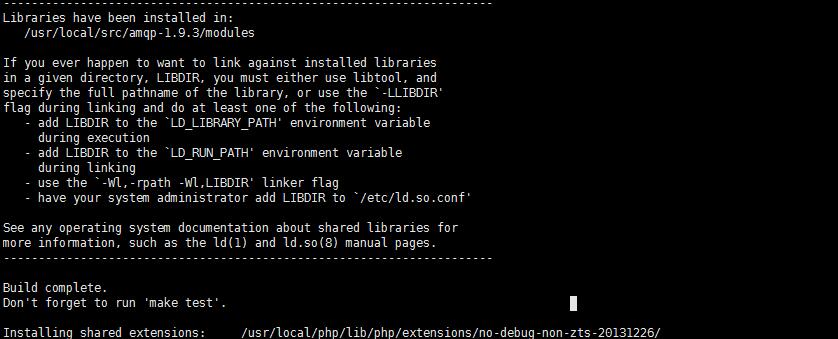 ----------------------------------------------------------------------
Libraries have been installed in:
   /usr/local/src/amqp-1.9.3/modules

If you ever happen to want to link against installed libraries
in a given directory, LIBDIR, you must either use libtool, and
specify the full pathname of the library, or use the `-LLIBDIR'
flag during linking and do at least one of the following:
   - add LIBDIR to the `LD_LIBRARY_PATH' environment variable
     during execution
   - add LIBDIR to the `LD_RUN_PATH' environment variable
     during linking
   - use the `-Wl,-rpath -Wl,LIBDIR' linker flag
   - have your system administrator add LIBDIR to `/etc/ld.so.conf'

See any operating system documentation about shared libraries for
more information, such as the ld(1) and ld.so(8) manual pages.
----------------------------------------------------------------------

Build complete.
Don't forget to run 'make test'.

Installing shared extensions:     /usr/local/php/lib/php/extensions/no-debug-non-zts-20131226/